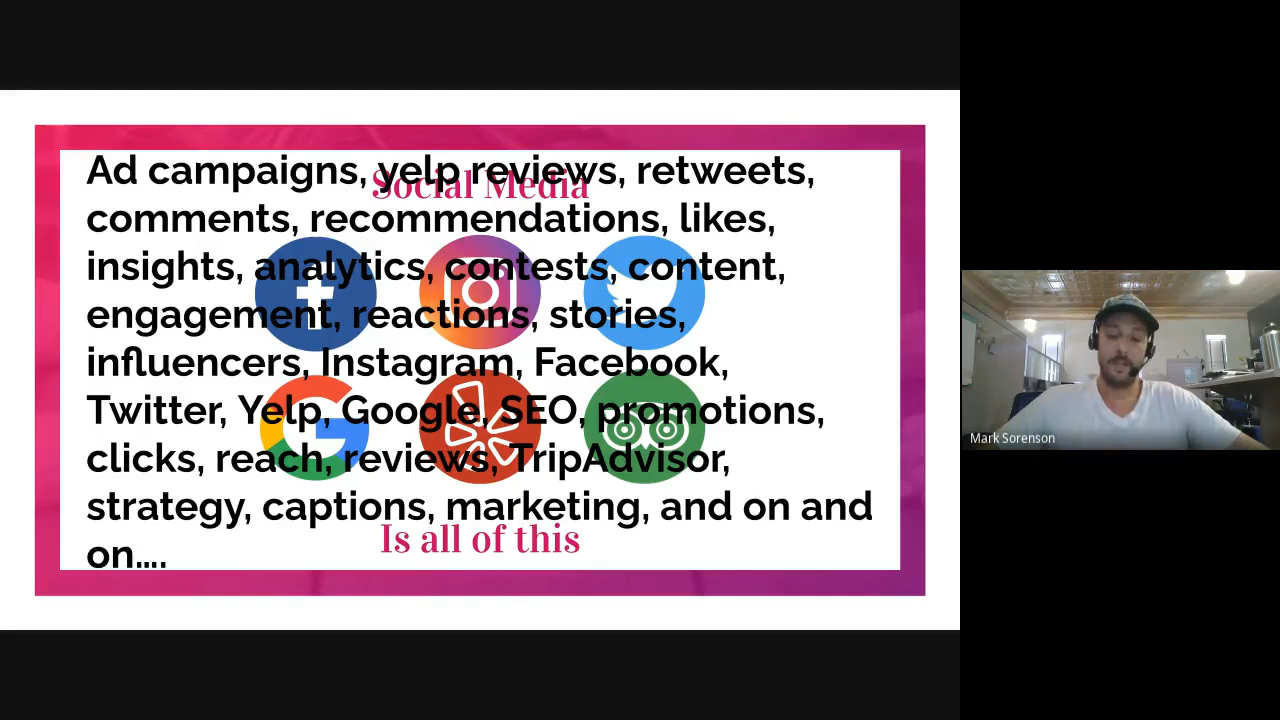 Social Media
Ad campaigns, yelp reviews, retweets,
comments, recommendations, likes,
insights, analytics, contests, content,
engagement, reactions, stories,
influencers, Instagram, Facebook,
Twitter, Yelp, Google, SEO, promotions,
clicks, reach, reviews, TripAdvisor,
strategy, captions, marketing, and on and
on....
Is all of this
Mark Sorenson